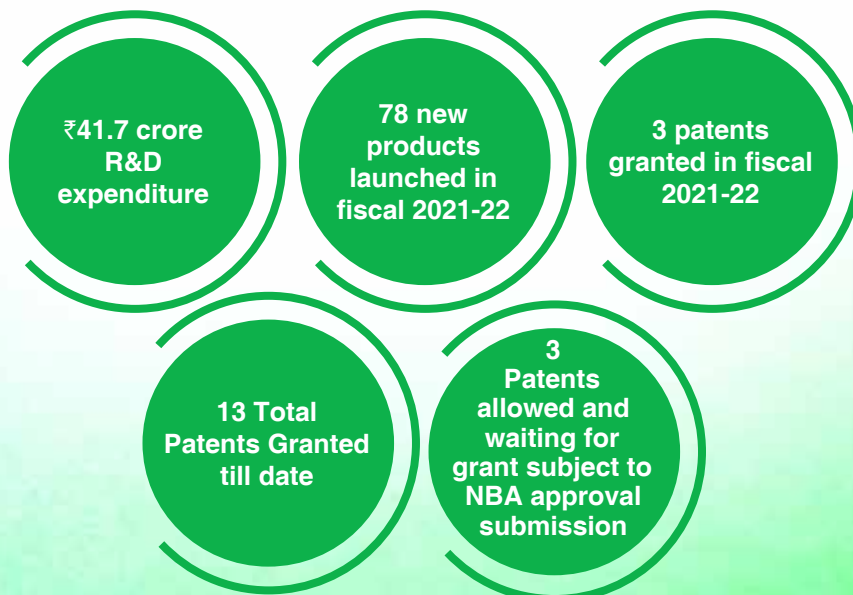 ₹41.7 crore
R&D
expenditure
78 new
products
launched in
fiscal 2021-22
3 patents
granted in fiscal
2021-22
13 Total
Patents Granted
till date
3
Patents
allowed and
waiting for
grant subject to
NBA approval
submission